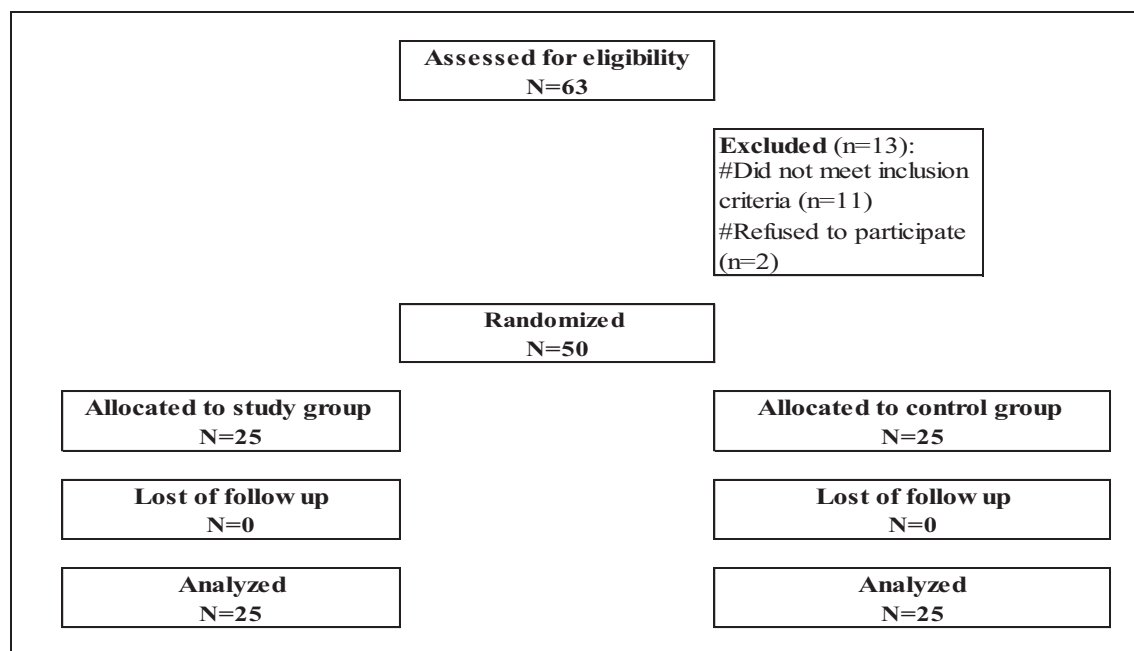 Assessed for eligibility
N=63
Excluded (n=13):
#Did not meet inclusion
criteria (n=11)
#Refused to participate
(n=2)
Randomized
N=50
Allocated to study group
N=25
Allocated to control group
N=25
Lost of follow up
N=0
Lost of follow up
N=0
Analyzed
N=25
Analyzed
N=25